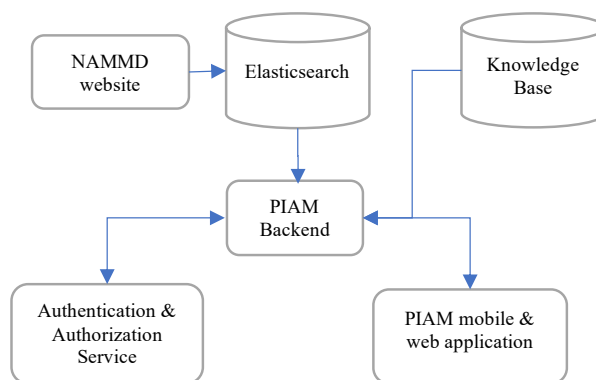 NAMMD
website
Elasticsearch
Knowledge
Base
PIAM
Backend
Authentication &
Authorization
Service
PIAM mobile &
web application